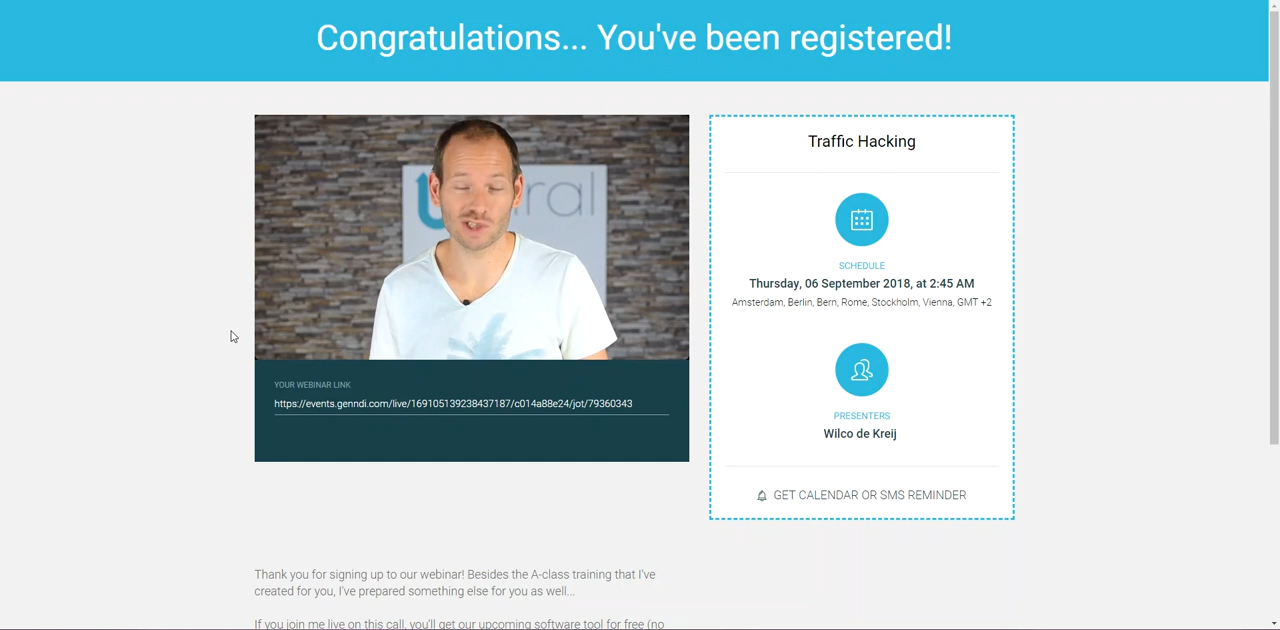 Congratulations... You've been registered!
YOUR WEBINAR LINK
https://events.genndi.com/live/169105139238437187/c014a88e24/jot/79360343
Traffic Hacking
SCHEDULE
Thursday, 06 September 2018, at 2:45 AM
Amsterdam, Berlin, Bern, Rome, Stockholm, Vienna, GMT +2
PRESENTERS
Wilco de Kreij
GET CALENDAR OR SMS REMINDER
Thank you for signing up to our webinar! Besides the A-class training that I've
created for you, I've prepared something else for you as well...
If you join me live on this call, you'll get our upcoming software tool for free (no